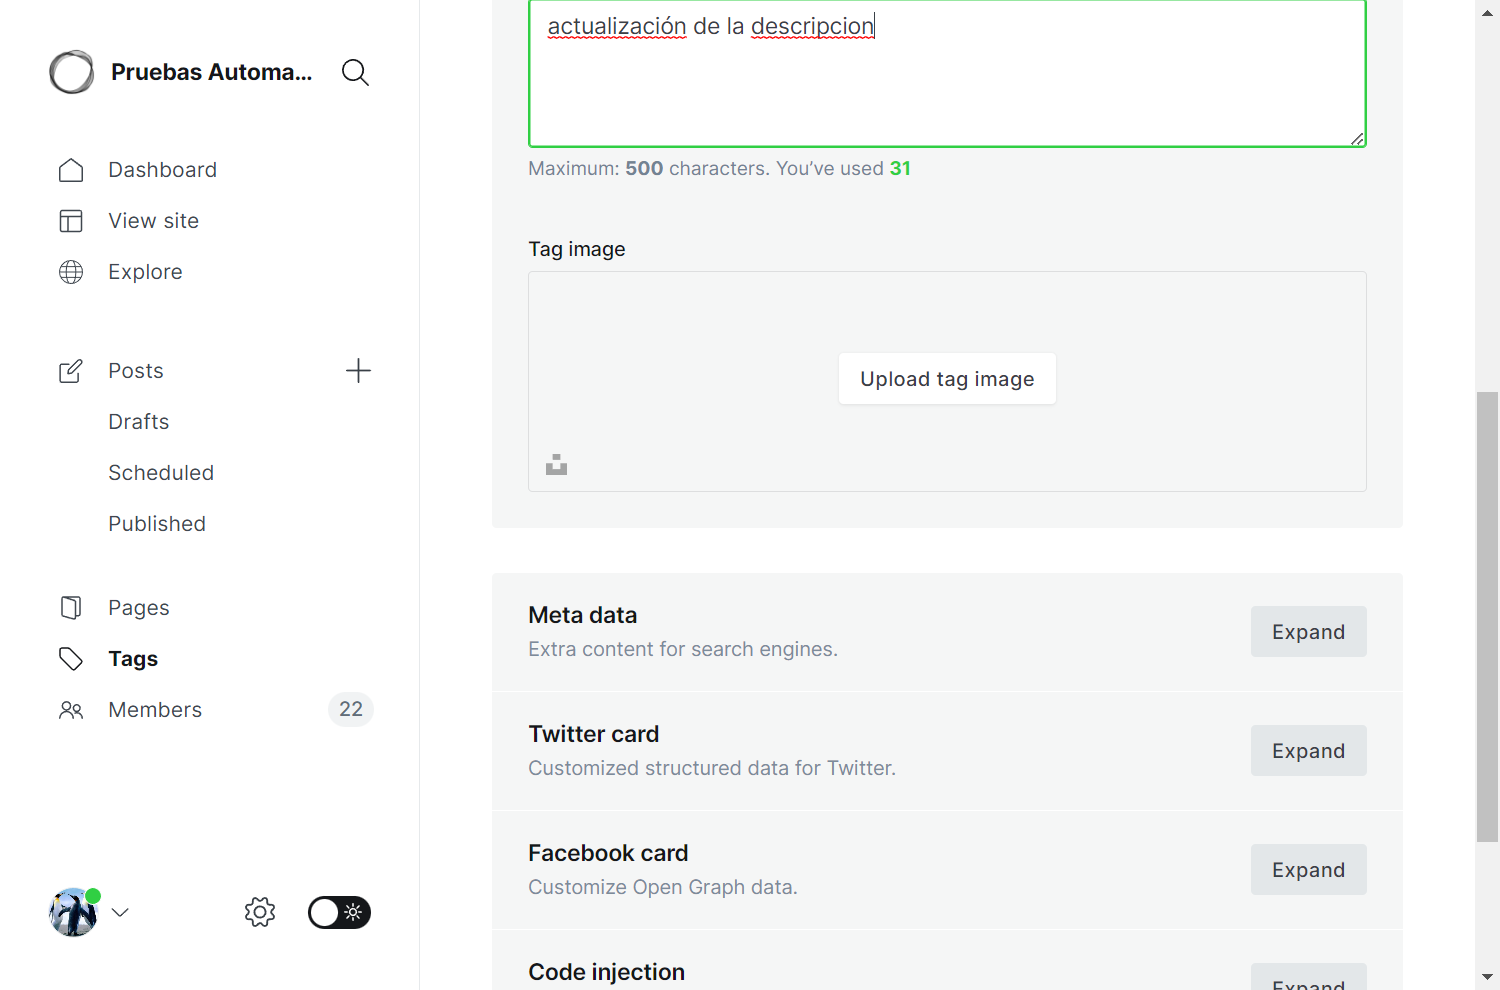 Pruebas Automa...
Dashboard
View site
Explore
Posts
Drafts
Scheduled
Published
Pages
Tags
Members
22
actualización de la descripcion
Maximum: 500 characters. You’ve used 31
Tag image
Upload tag image
Meta data
Extra content for search engines.
Expand
Twitter card
Customized structured data for Twitter.
Expand
Facebook card
Customize Open Graph data.
Expand
Code injection
Expand